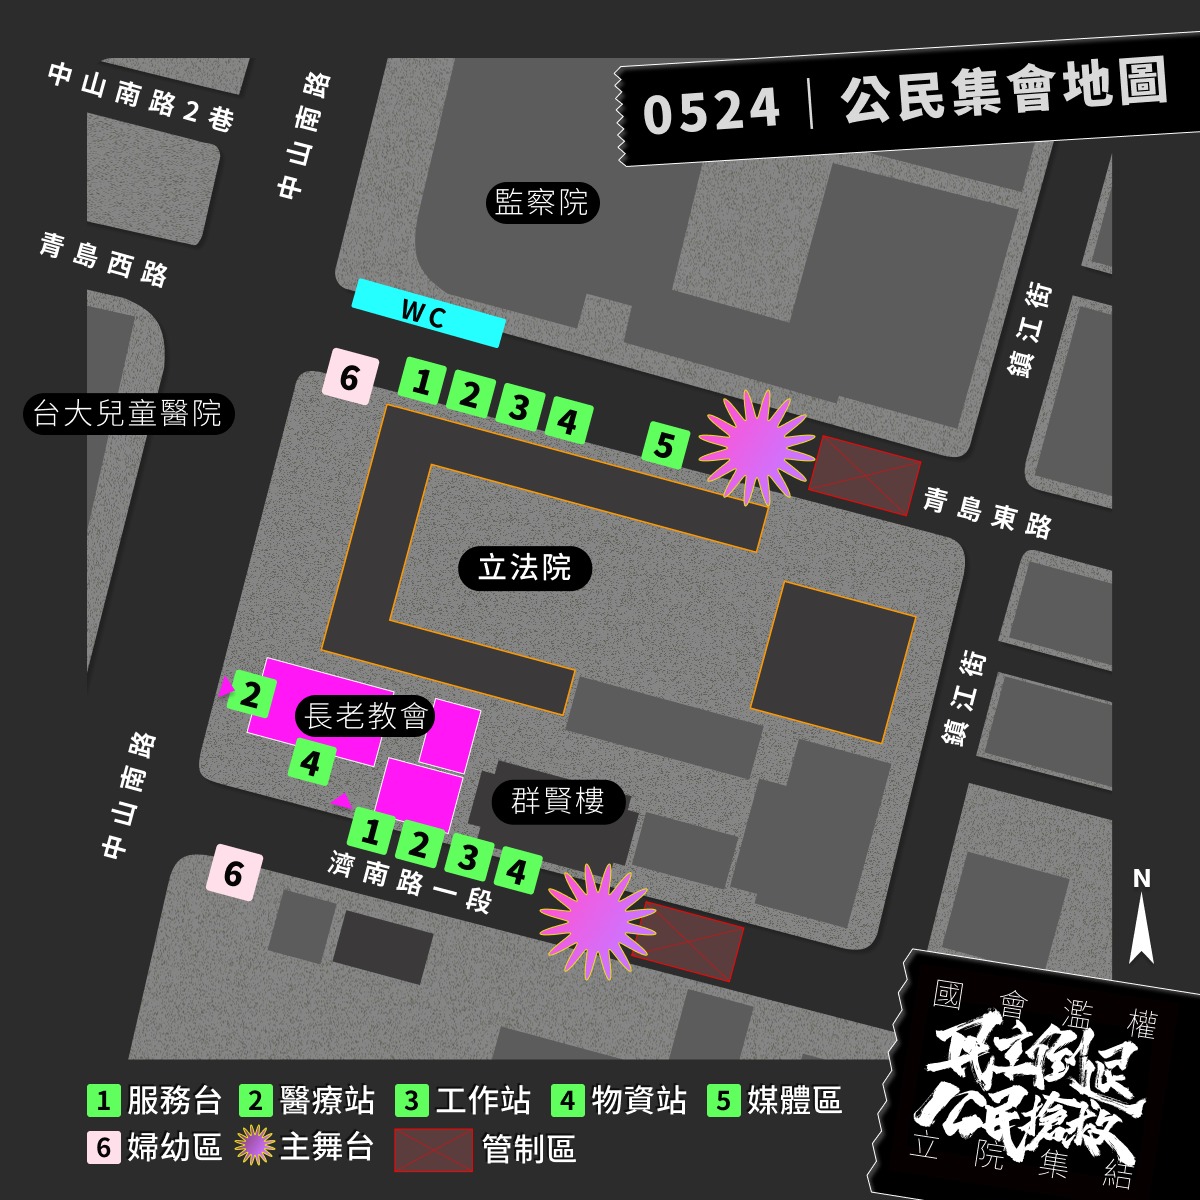 0524｜公民集會地圖
中山南路2巷
中山南路
監察院
青島西路
鎮江街
WC
台大兒童醫院
6
1
2
3
4
5
青島東路
立法院
鎮江街
2
長老教會
4
中山南路
群賢樓
1
2
3
4
6
濟南路一段
N
國會濫權
民主倒退
公民搶救
立院集結
1 服務台
2 醫療站
3 工作站
4 物資站
5 媒體區
6 婦幼區
主舞台
管制區